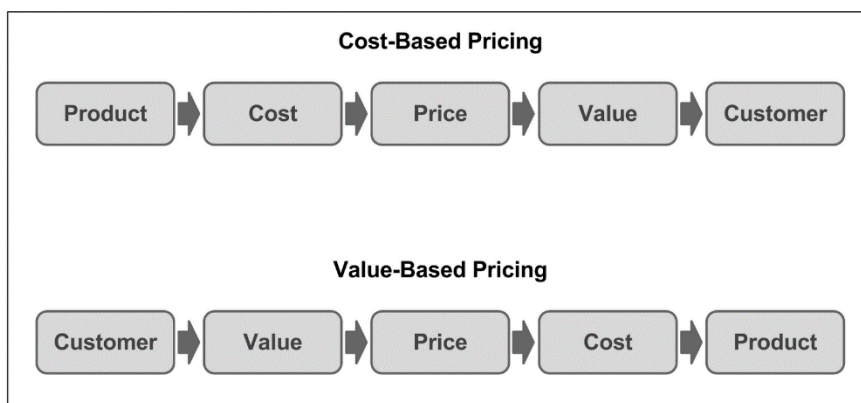 Cost-Based Pricing
Product Cost Price Value Customer
Value-Based Pricing
Customer Value Price Cost Product